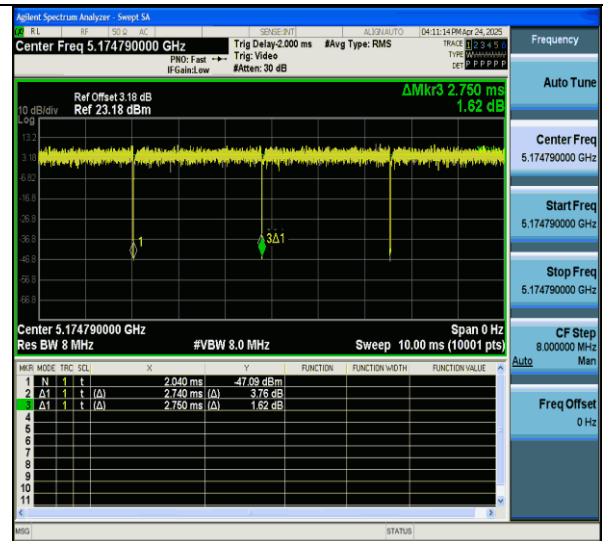 Agilent Spectrum Analyzer - Swept SA
RL RF 50 Ω AC SENSE:INT ALIGNAUTO 04:11:14 PM Apr 24, 2025
Center Freq 5.174790000 GHz
PNO: Fast
IFGain:Low
Trig Delay-2.000 ms
Trig: Video
#Atten: 30 dB
#Avg Type: RMS
TRACE 1 2 3 4 5 6
TYPE
DET P P P P P P
Ref Offset 3.18 dB
10 dB/div Ref 23.18 dBm
ΔMkr3 2.750 ms
1.62 dB
Log
13.2
3.18
-6.82
-16.8
-26.8
-36.8
-46.8
-56.8
-66.8
1
3Δ1
Center 5.174790000 GHz Span 0 Hz
Res BW 8 MHz #VBW 8.0 MHz Sweep 10.00 ms (10001 pts)
MKR MODE TRC SCL X Y FUNCTION FUNCTION WIDTH FUNCTION VALUE
1 N 1 t 2.040 ms -47.09 dBm
2 Δ1 1 t (Δ) 2.740 ms (Δ) 3.76 dB
3 Δ1 1 t (Δ) 2.750 ms (Δ) 1.62 dB
4
5
6
7
8
9
10
11
MSG STATUS
Frequency
Auto Tune
Center Freq
5.174790000 GHz
Start Freq
5.174790000 GHz
Stop Freq
5.174790000 GHz
CF Step
8.000000 MHz
Auto Man
Freq Offset
0 Hz